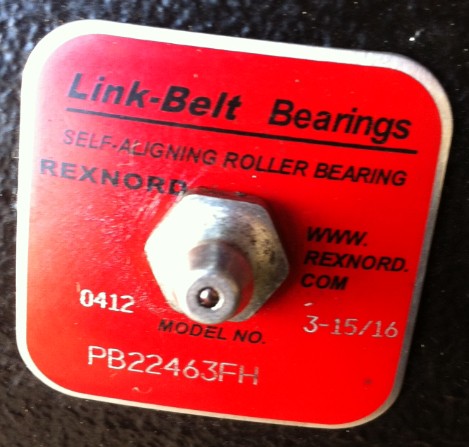 Link-Belt Bearings
SELF-ALIGNING ROLLER BEARING
REXNORD
WWW.
REXNORD.
COM
0412
MODEL NO.
3-15/16
PB22463FH